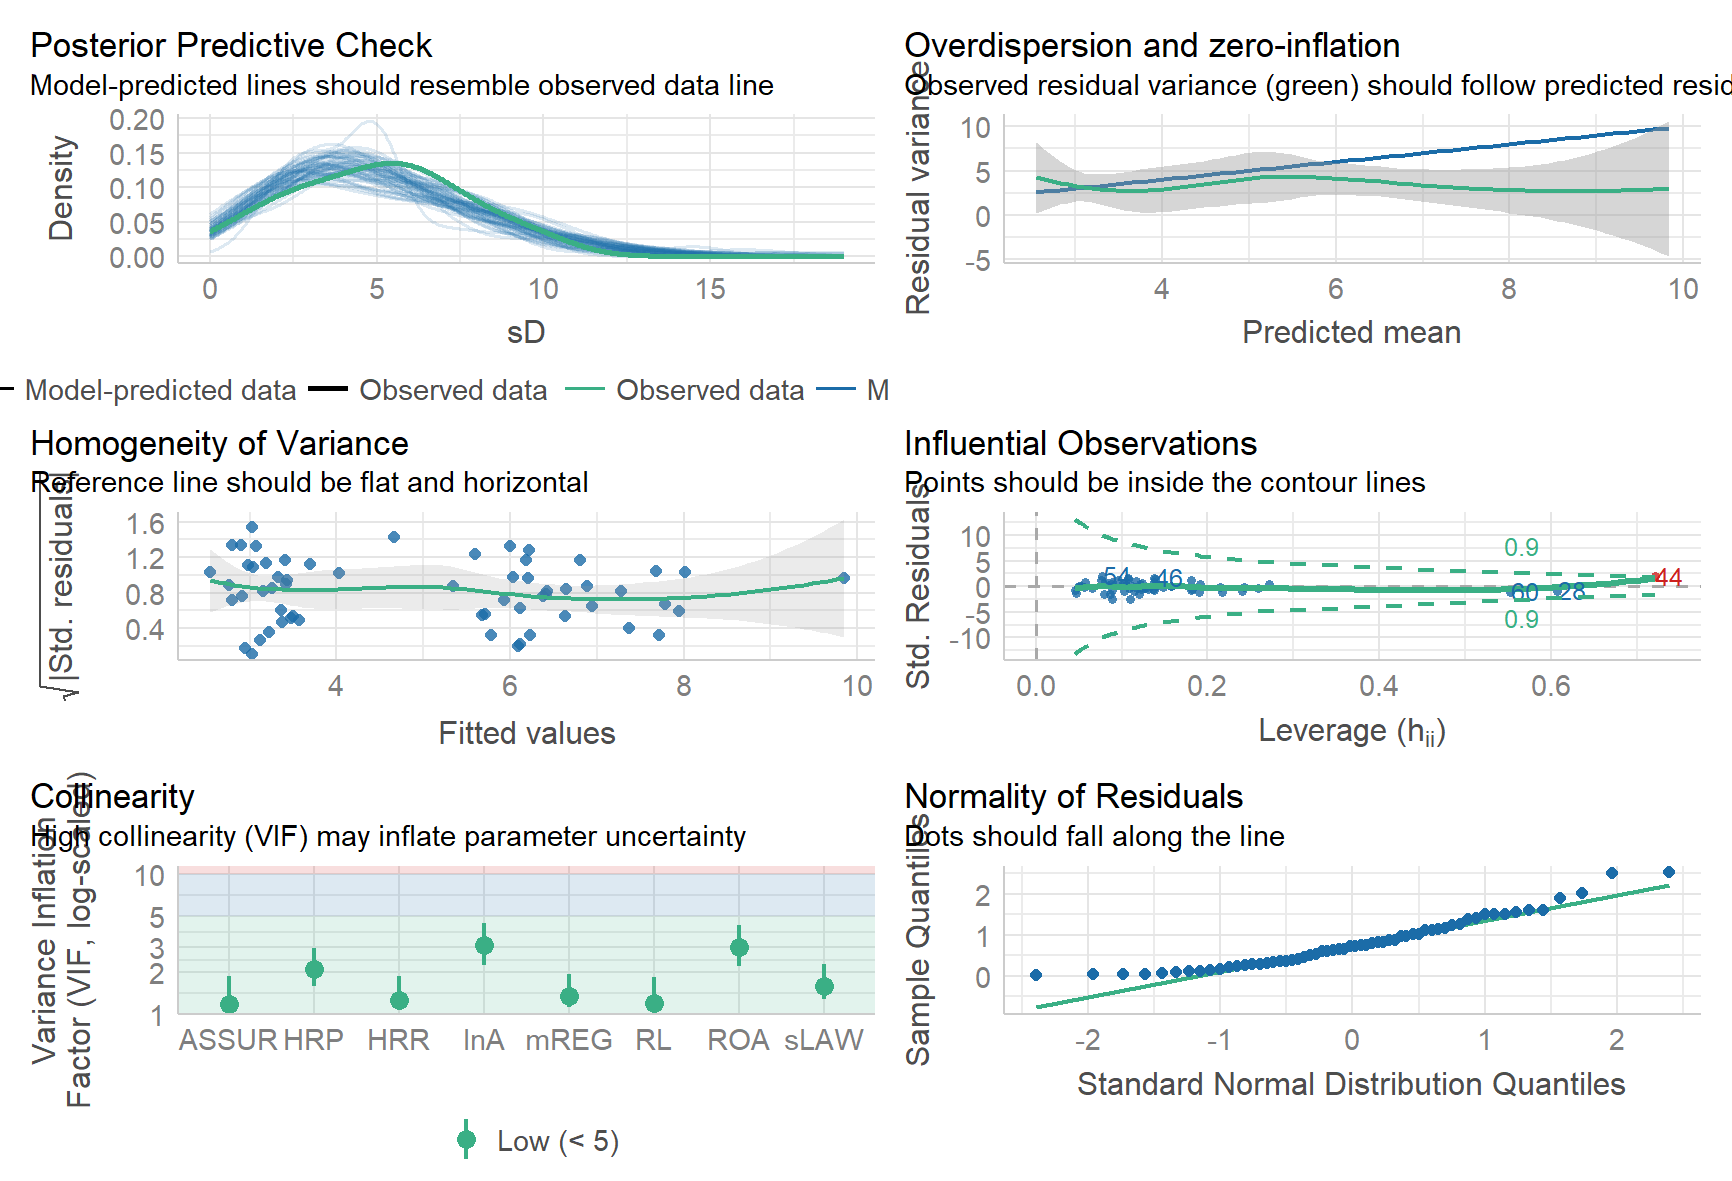 Posterior Predictive Check
Model-predicted lines should resemble observed data line
Density
0.20
0.15
0.10
0.05
0.00
0 5 10 15
sD
Model-predicted data Observed data Observed data M
Overdispersion and zero-inflation
Observed residual variance (green) should follow predicted resid
Residual variance
10
5
0
-5
4 6 8 10
Predicted mean
Homogeneity of Variance
Reference line should be flat and horizontal
√|Std. residuals|
1.6
1.2
0.8
0.4
4 6 8 10
Fitted values
Influential Observations
Points should be inside the contour lines
Std. Residuals
10
5
0
-5
-10
0.9
54 46 60 28 44
0.9
0.0 0.2 0.4 0.6
Leverage (hii)
Collinearity
High collinearity (VIF) may inflate parameter uncertainty
Variance Inflation
Factor (VIF, log-scaled)
10
5
3
2
1
ASSUR HRP HRR lnA mREG RL ROA sLAW
Low (< 5)
Normality of Residuals
Dots should fall along the line
Sample Quantiles
2
1
0
-2 -1 0 1 2
Standard Normal Distribution Quantiles